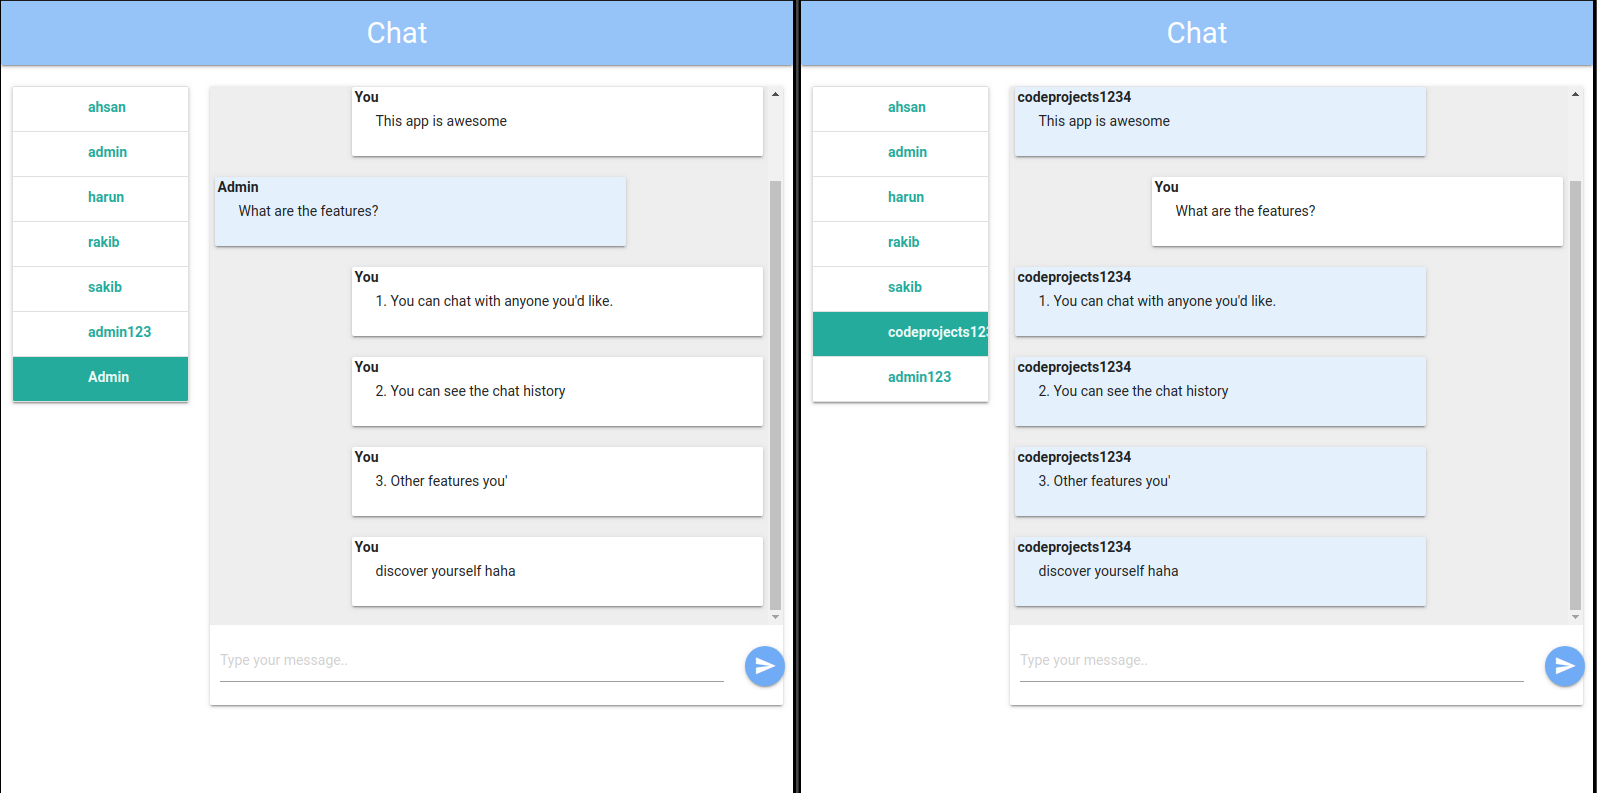 Chat
ahsan
admin
harun
rakib
sakib
admin123
Admin
You
This app is awesome
Admin
What are the features?
You
1. You can chat with anyone you'd like.
You
2. You can see the chat history
You
3. Other features you'
You
discover yourself haha
Type your message..
Chat
ahsan
admin
harun
rakib
sakib
codeprojects123
admin123
codeprojects1234
This app is awesome
You
What are the features?
codeprojects1234
1. You can chat with anyone you'd like.
codeprojects1234
2. You can see the chat history
codeprojects1234
3. Other features you'
codeprojects1234
discover yourself haha
Type your message..